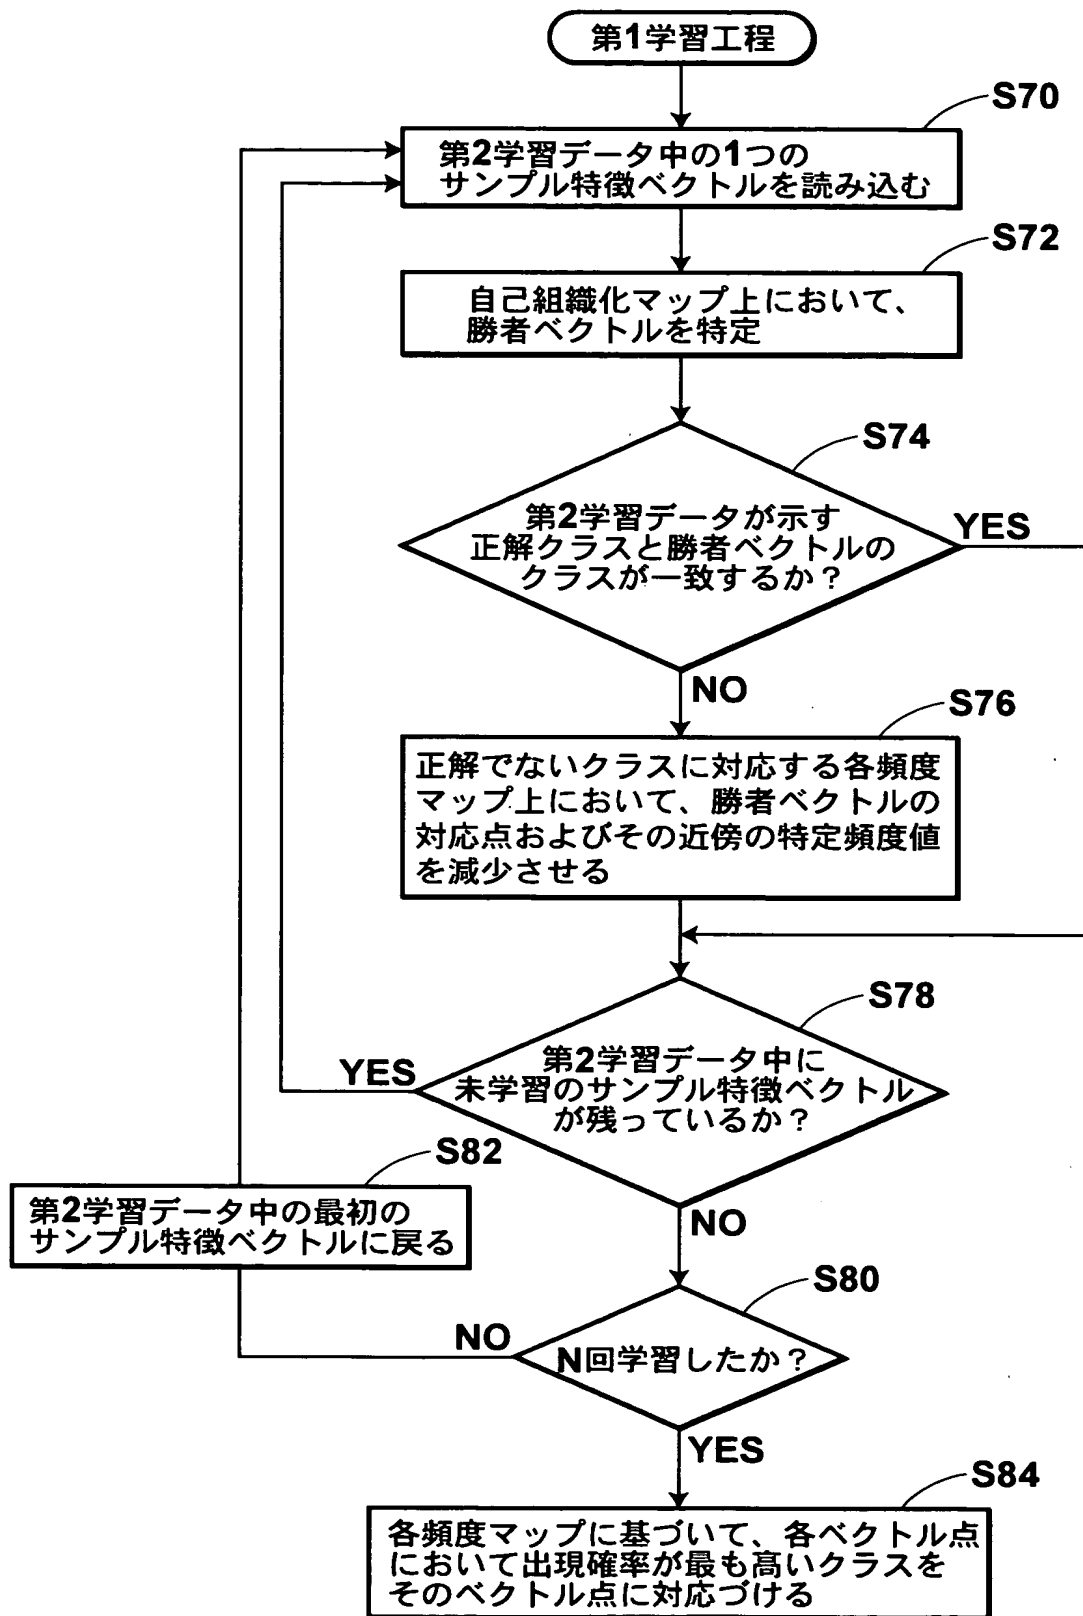 第1学習工程
S70
第2学習データ中の1つの
サンプル特徴ベクトルを読み込む
S72
自己組織化マップ上において、
勝者ベクトルを特定
S74
第2学習データが示す
正解クラスと勝者ベクトルの
クラスが一致するか？
YES
NO
S76
正解でないクラスに対応する各頻度
マップ上において、勝者ベクトルの
対応点およびその近傍の特定頻度値
を減少させる
S78
第2学習データ中に
未学習のサンプル特徴ベクトル
が残っているか？
YES
NO
S82
第2学習データ中の最初の
サンプル特徴ベクトルに戻る
S80
N回学習したか？
NO
YES
S84
各頻度マップに基づいて、各ベクトル点
において出現確率が最も高いクラスを
そのベクトル点に対応づける